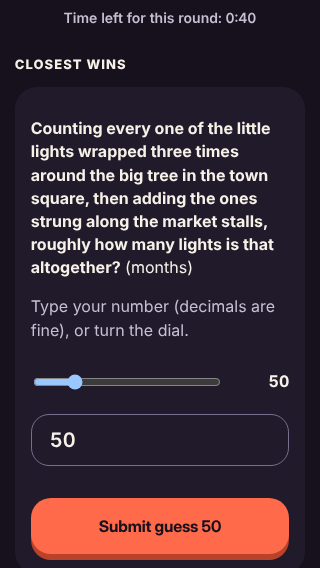 Time left for this round: 0:40
CLOSEST WINS
Counting every one of the little
lights wrapped three times
around the big tree in the town
square, then adding the ones
strung along the market stalls,
roughly how many lights is that
altogether? (months)
Type your number (decimals are
fine), or turn the dial.
50
50
Submit guess 50